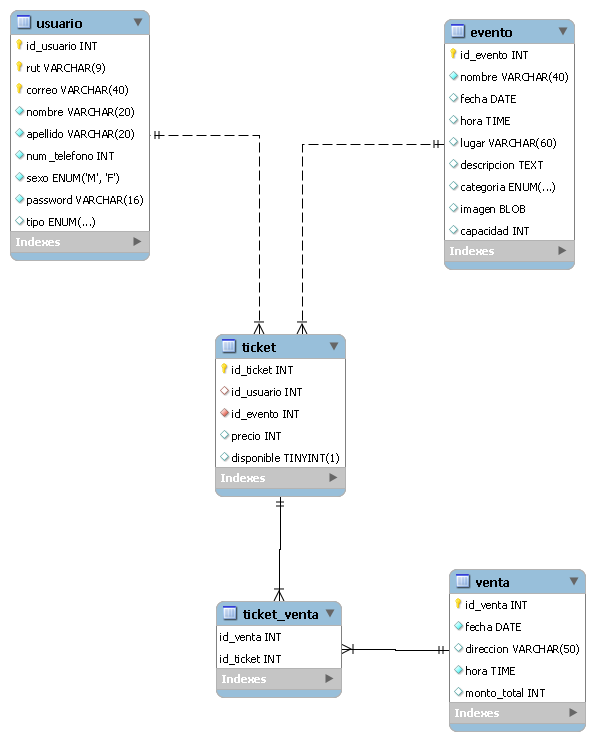 usuario
id_usuario INT
rut VARCHAR(9)
correo VARCHAR(40)
nombre VARCHAR(20)
apellido VARCHAR(20)
num_telefono INT
sexo ENUM('M', 'F')
password VARCHAR(16)
tipo ENUM(...)
Indexes
evento
id_evento INT
nombre VARCHAR(40)
fecha DATE
hora TIME
lugar VARCHAR(60)
descripcion TEXT
categoria ENUM(...)
imagen BLOB
capacidad INT
Indexes
ticket
id_ticket INT
id_usuario INT
id_evento INT
precio INT
disponible TINYINT(1)
Indexes
ticket_venta
id_venta INT
id_ticket INT
Indexes
venta
id_venta INT
fecha DATE
direccion VARCHAR(50)
hora TIME
monto_total INT
Indexes